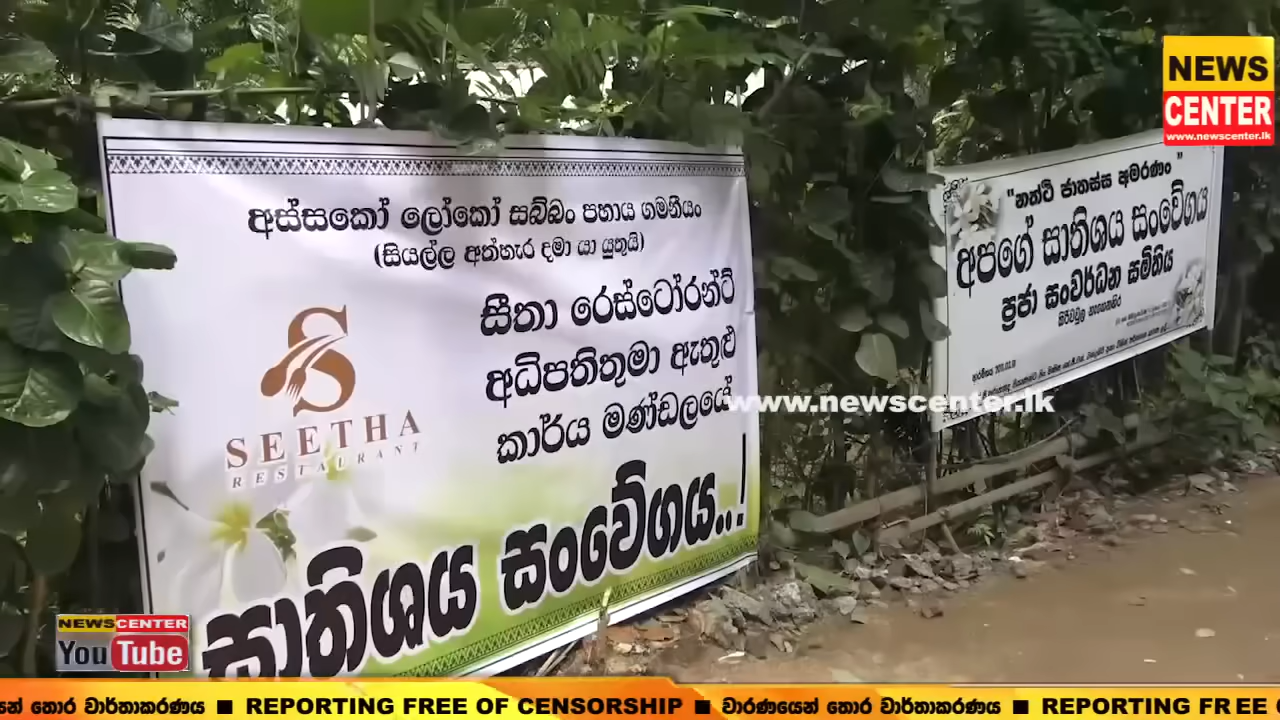 NEWS
CENTER
www.newscenter.lk
අස්සකෝ ලෝකෝ සබ්බං පහාය ගමනීයං
(සියල්ල අත්හැර දමා යා යුතුයි)
සීතා රෙස්ටෝරන්ට්
අධිපතිතුමා ඇතුළු
කාර්ය මණ්ඩලයේ
S
SEETHA
RESTAURANT
සාතිශය සංවේගය...!
"නත්ථි ජාතස්ස අමරණං"
අපගේ සාතිශය සංවේගය
ප්‍රජා සංවර්ධන සමිතිය
www.newscenter.lk
NEWS CENTER
YouTube
තොර වාර්තාකරණය ■ REPORTING FREE OF CENSORSHIP ■ වාරණයෙන් තොර වාර්තාකරණය ■ REPORTING FREE